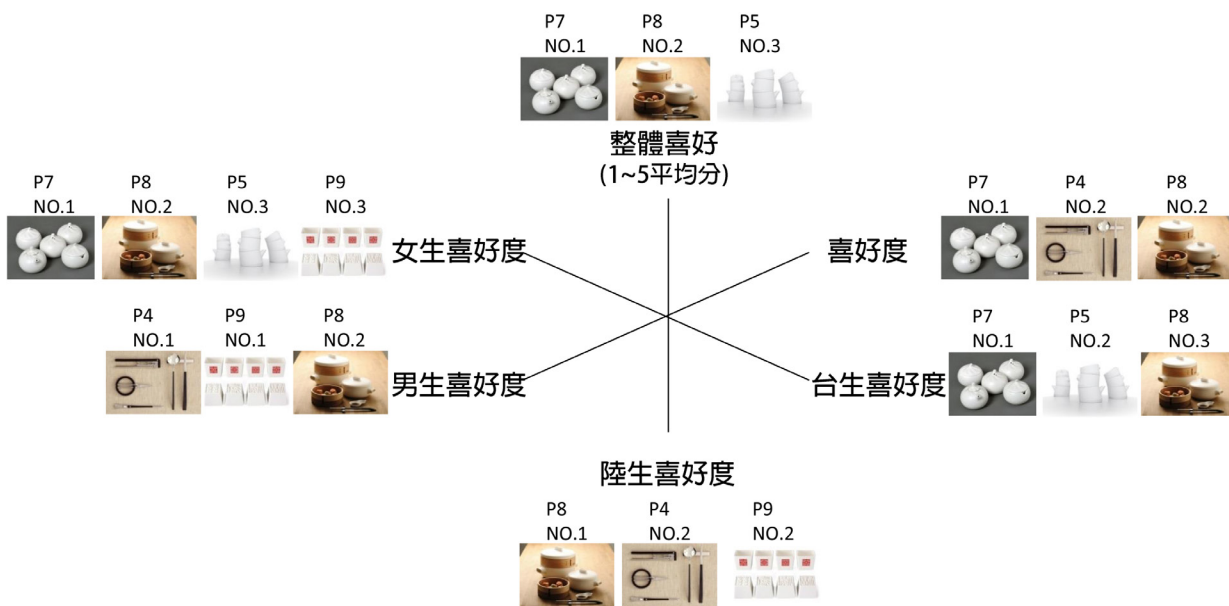 P7 P8 P5
NO.1 NO.2 NO.3
整體喜好
(1~5平均分)
P7 P8 P5 P9
NO.1 NO.2 NO.3 NO.3
女生喜好度
P7 P4 P8
NO.1 NO.2 NO.2
喜好度
P4 P9 P8
NO.1 NO.1 NO.2
男生喜好度
P7 P5 P8
NO.1 NO.2 NO.3
台生喜好度
陸生喜好度
P8 P4 P9
NO.1 NO.2 NO.2